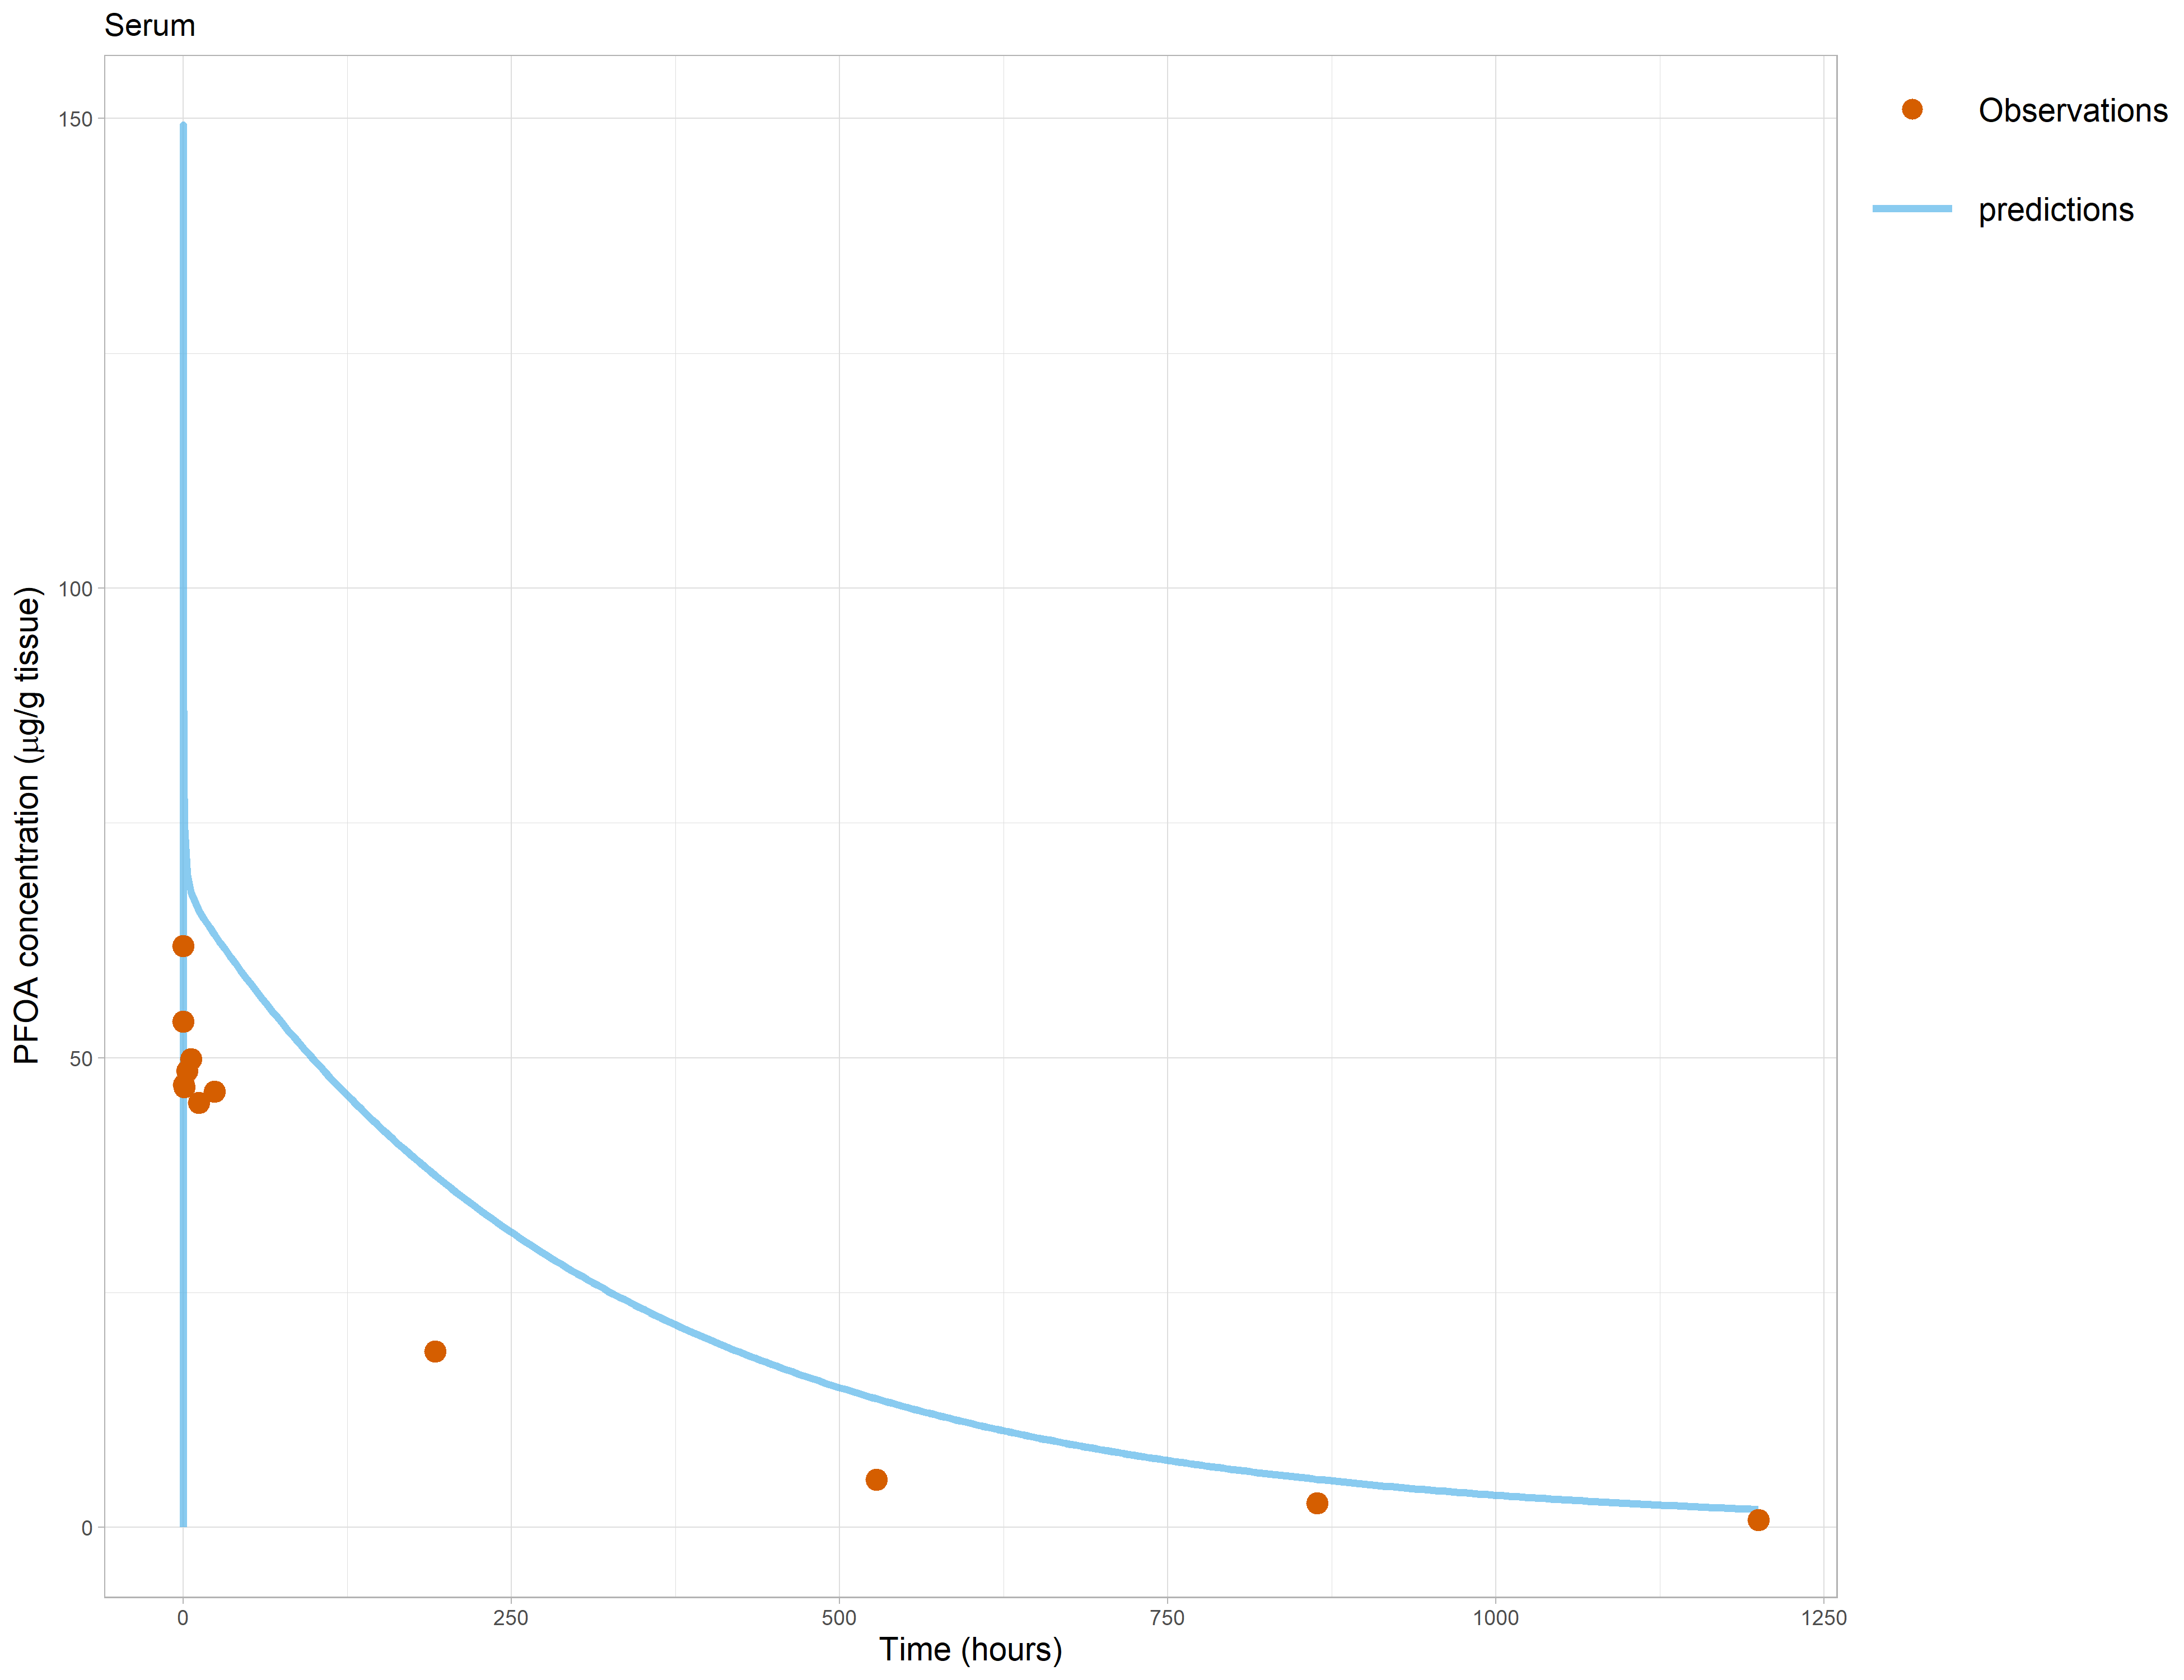 Serum
150
100
50
0
PFOA concentration (μg/g tissue)
0
250
500
750
1000
1250
Time (hours)
Observations
predictions